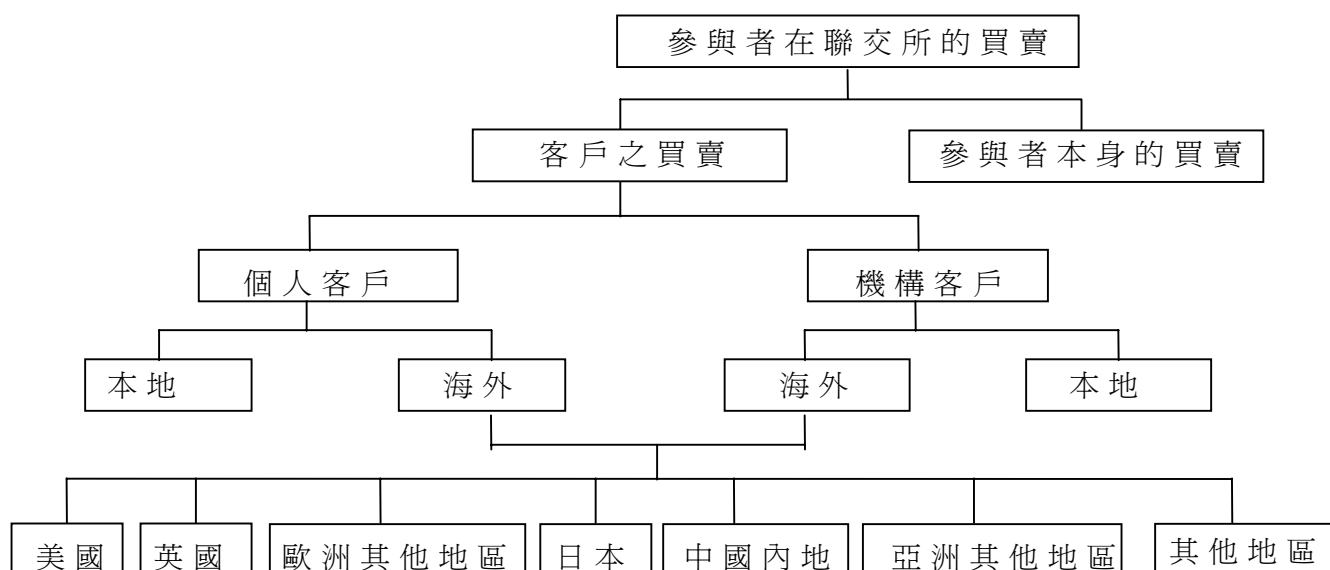 參與者在聯交所的買賣
客戶之買賣
參與者本身的買賣
個人客戶
機構客戶
本地
海外
海外
本地
美國
英國
歐洲其他地區
日本
中國內地
亞洲其他地區
其他地區